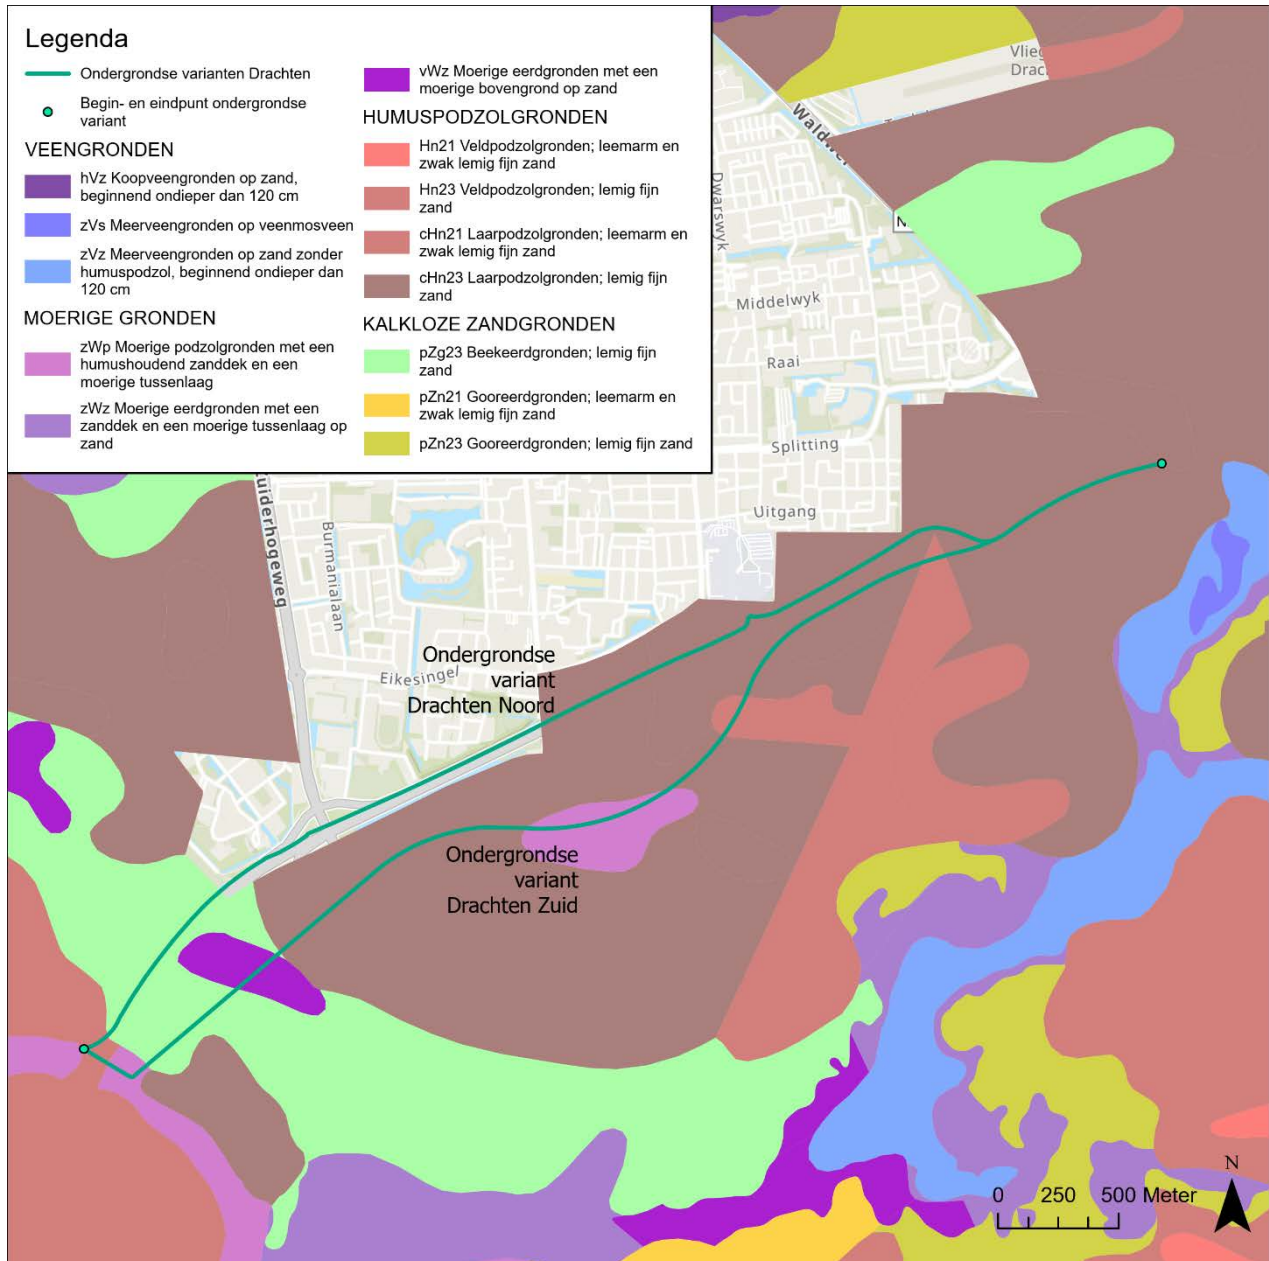 Legenda
Ondergrondse varianten Drachten
Begin- en eindpunt ondergrondse
variant
VEENGRONDEN
hVz Koopveengronden op zand,
beginnend ondieper dan 120 cm
zVs Meerveengronden op veenmosveen
zVz Meerveengronden op zand zonder
humuspodzol, beginnend ondieper dan
120 cm
MOERIGE GRONDEN
zWp Moerige podzolgronden met een
humushoudend zanddek en een
moerige tussenlaag
zWz Moerige eerdgronden met een
zanddek en een moerige tussenlaag op
zand
vWz Moerige eerdgronden met een
moerige bovengrond op zand
HUMUSPODZOLGRONDEN
Hn21 Veldpodzolgronden; leemarm en
zwak lemig fijn zand
Hn23 Veldpodzolgronden; lemig fijn
zand
cHn21 Laarpodzolgronden; leemarm en
zwak lemig fijn zand
cHn23 Laarpodzolgronden; lemig fijn
zand
KALKLOZE ZANDGRONDEN
pZg23 Beekeerdgronden; lemig fijn
zand
pZn21 Gooreerdgronden; leemarm en
zwak lemig fijn zand
pZn23 Gooreerdgronden; lemig fijn zand
Vlieg
Drac
Waldwei
Dwarswyk
N
Middelwyk
Raai
Splitting
Uitgang
uiderhogeweg
Burmanialaan
Eikesingel
Ondergrondse
variant
Drachten Noord
Ondergrondse
variant
Drachten Zuid
N
0 250 500 Meter